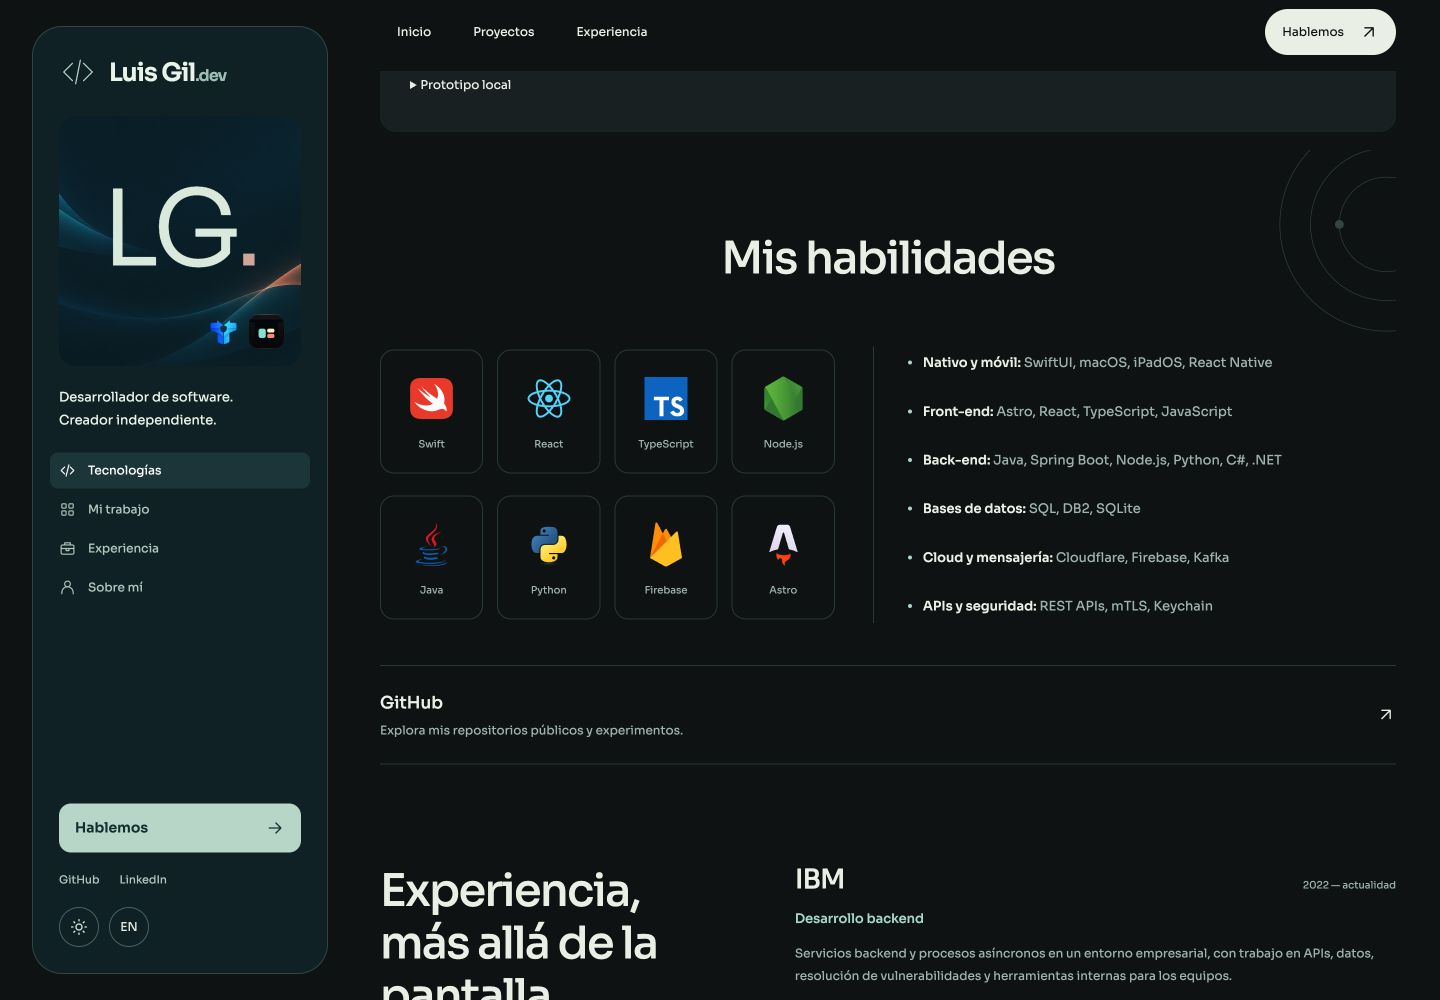 </> Luis Gil.dev
LG.
Desarrollador de software.
Creador independiente.
Tecnologías
Mi trabajo
Experiencia
Sobre mí
Hablemos
GitHub LinkedIn
EN
Inicio Proyectos Experiencia Hablemos
Prototipo local
Mis habilidades
Swift
React
TS
TypeScript
Node.js
Java
Python
Firebase
Astro
• Nativo y móvil: SwiftUI, macOS, iPadOS, React Native
• Front-end: Astro, React, TypeScript, JavaScript
• Back-end: Java, Spring Boot, Node.js, Python, C#, .NET
• Bases de datos: SQL, DB2, SQLite
• Cloud y mensajería: Cloudflare, Firebase, Kafka
• APIs y seguridad: REST APIs, mTLS, Keychain
GitHub
Explora mis repositorios públicos y experimentos.
Experiencia,
más allá de la
pantalla
IBM
2022 — actualidad
Desarrollo backend
Servicios backend y procesos asíncronos en un entorno empresarial, con trabajo en APIs, datos,
resolución de vulnerabilidades y herramientas internas para los equipos.